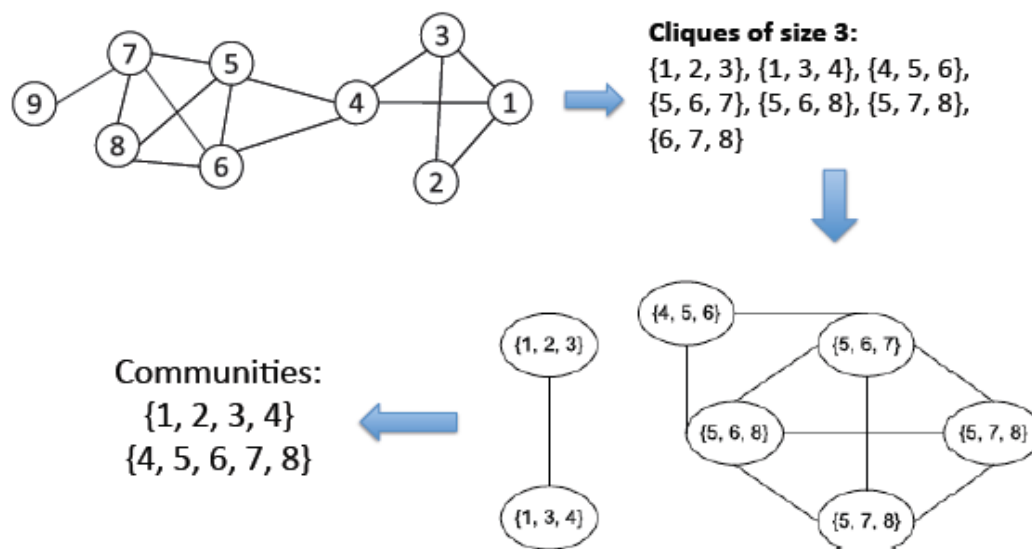 3
7
5
9
4
1
8
6
2
Cliques of size 3:
{1, 2, 3}, {1, 3, 4}, {4, 5, 6},
{5, 6, 7}, {5, 6, 8}, {5, 7, 8},
{6, 7, 8}
{4, 5, 6}
{1, 2, 3}
{5, 6, 7}
Communities:
{1, 2, 3, 4}
{4, 5, 6, 7, 8}
{5, 6, 8}
{5, 7, 8}
{1, 3, 4}
{5, 7, 8}